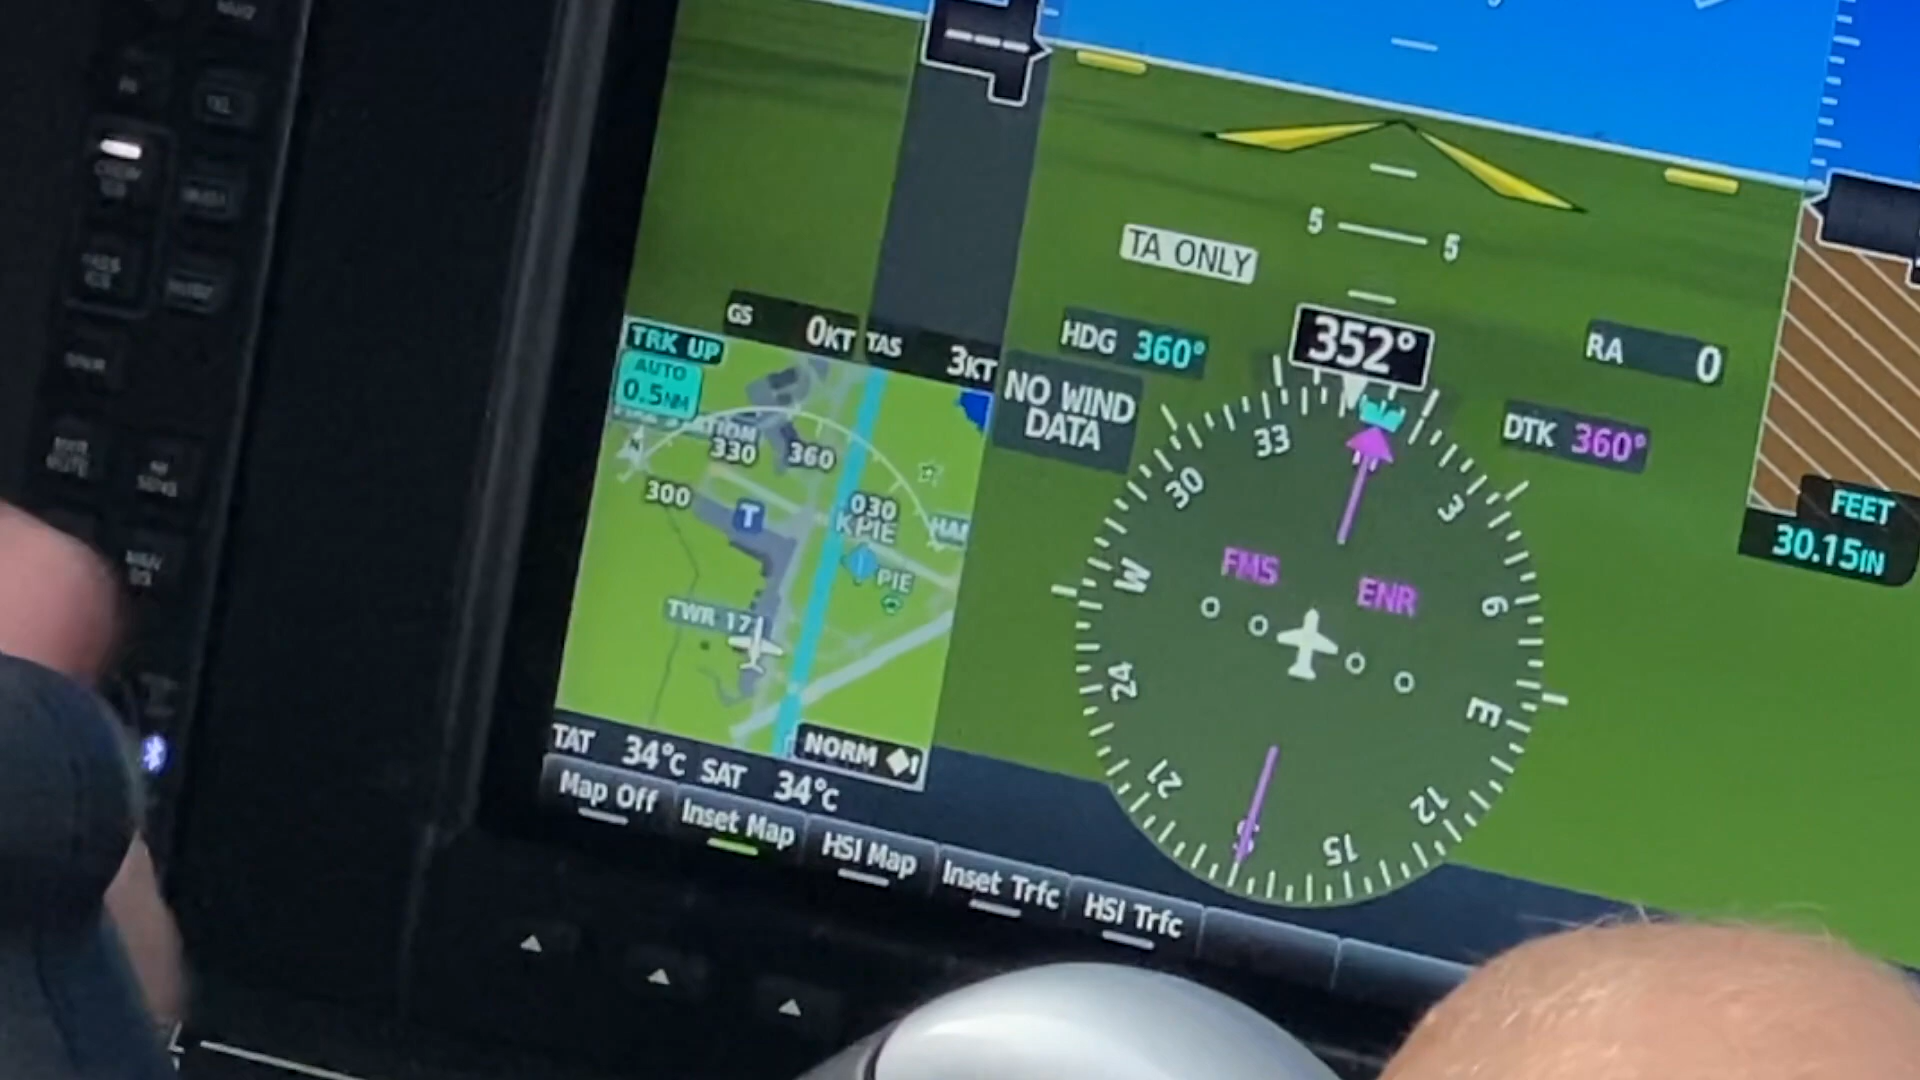 5 5
TA ONLY
GS 0KT TAS 3KT
HDG 360°
352°
RA 0
TRK UP
AUTO
0.5NM
NO WIND
DATA
DTK 360°
330 360
300
030
KPIE
PIE
T
TWR 17
FEET
30.15IN
33
30
3
W
6
FMS ENR
24
E
21
12
15
S
NORM
TAT 34°C SAT 34°C
Map Off
Inset Map
HSI Map
Inset Trfc
HSI Trfc